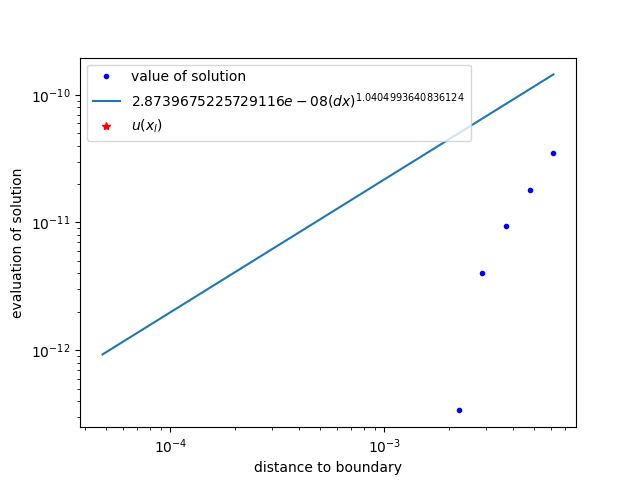 value of solution
2.8739675225729116e − 08(dx)^1.0404993640836124
u(x_l)
10^−10
10^−11
10^−12
evaluation of solution
10^−4
10^−3
distance to boundary